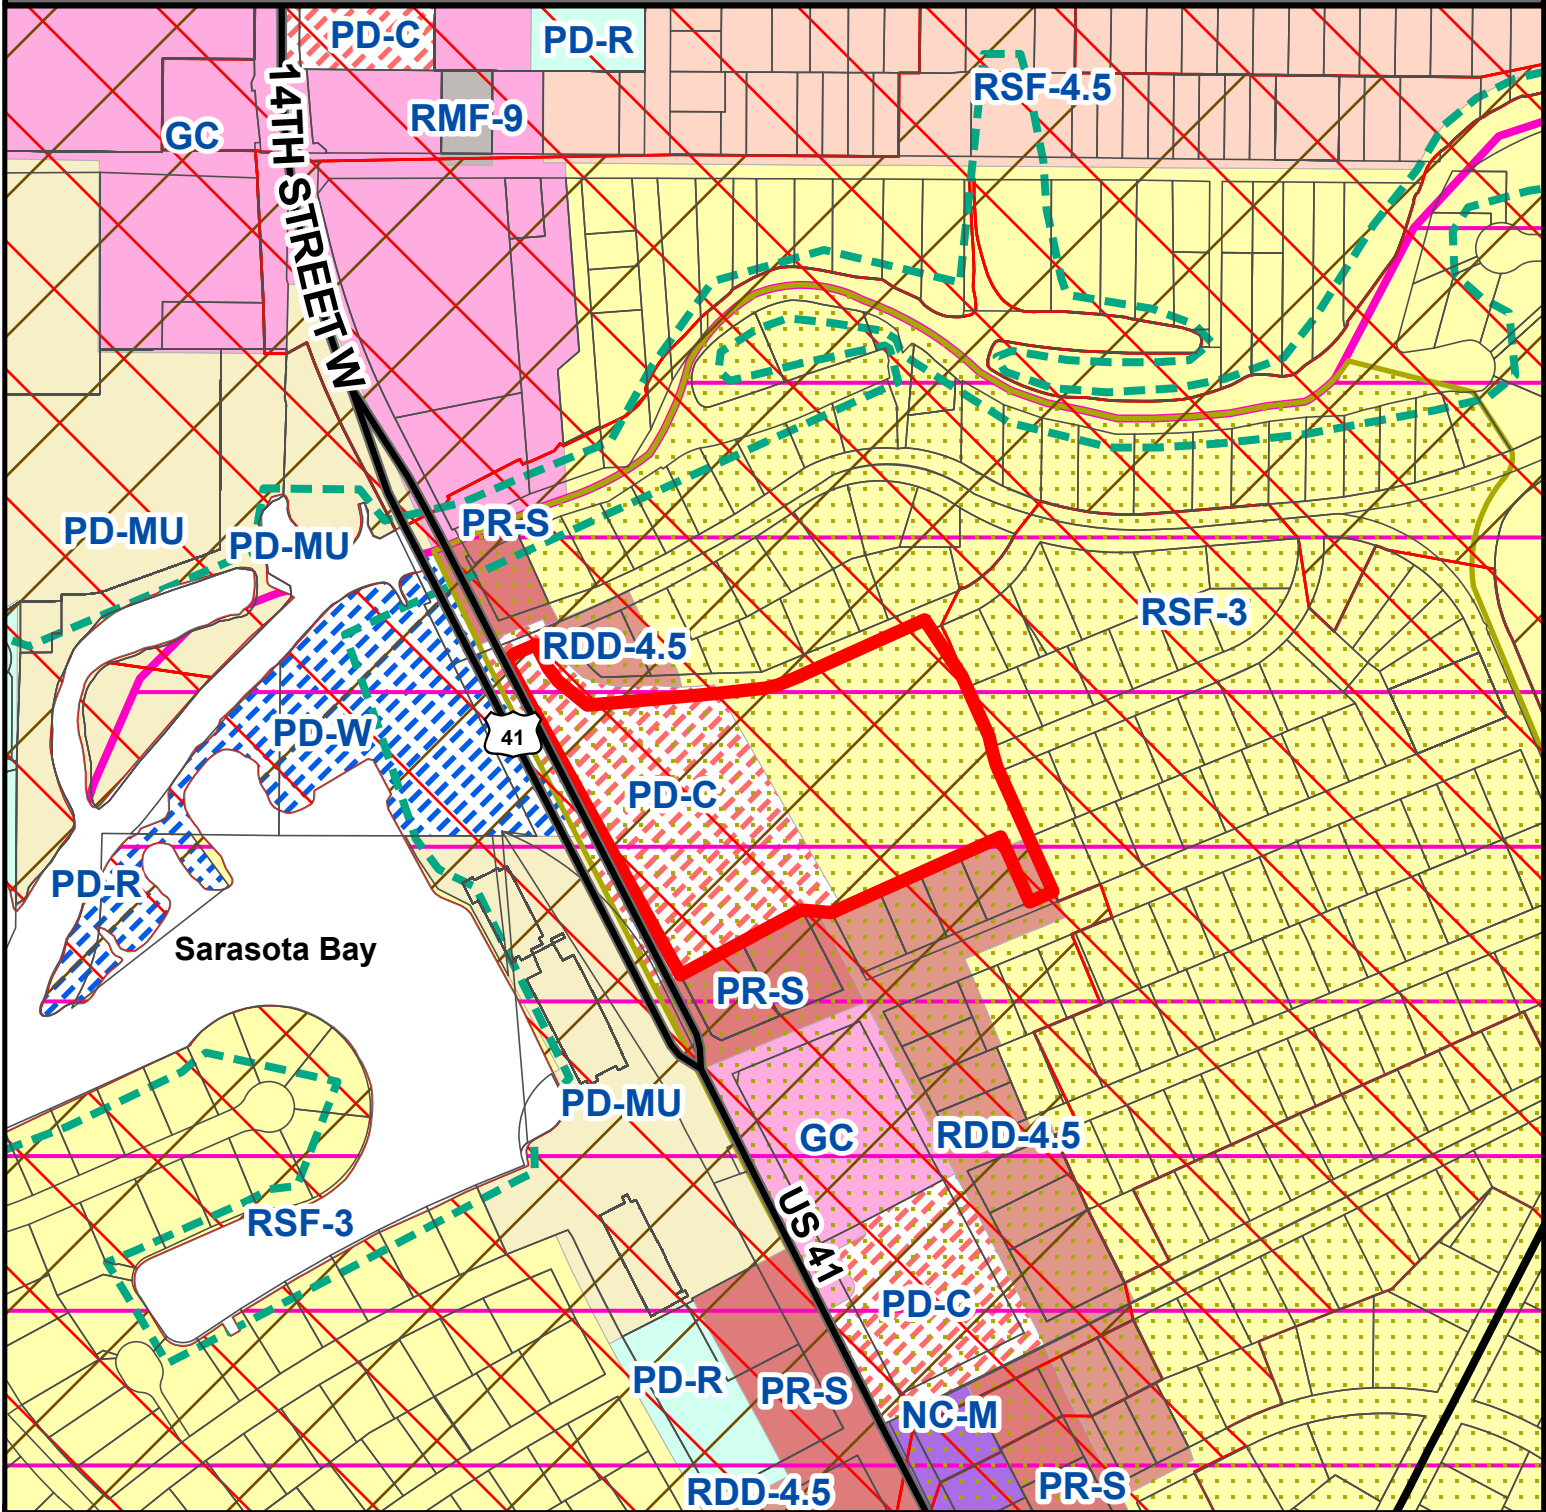 PD-C
PD-R
RSF-4.5
RMF-9
GC
14TH STREET W
PR-S
PD-MU
PD-MU
RSF-3
RDD-4.5
PD-W
41
PD-C
PD-R
Sarasota Bay
PR-S
PD-MU
GC
RDD-4.5
RSF-3
US 41
PD-C
PD-R
PR-S
NC-M
PR-S
RDD-4.5